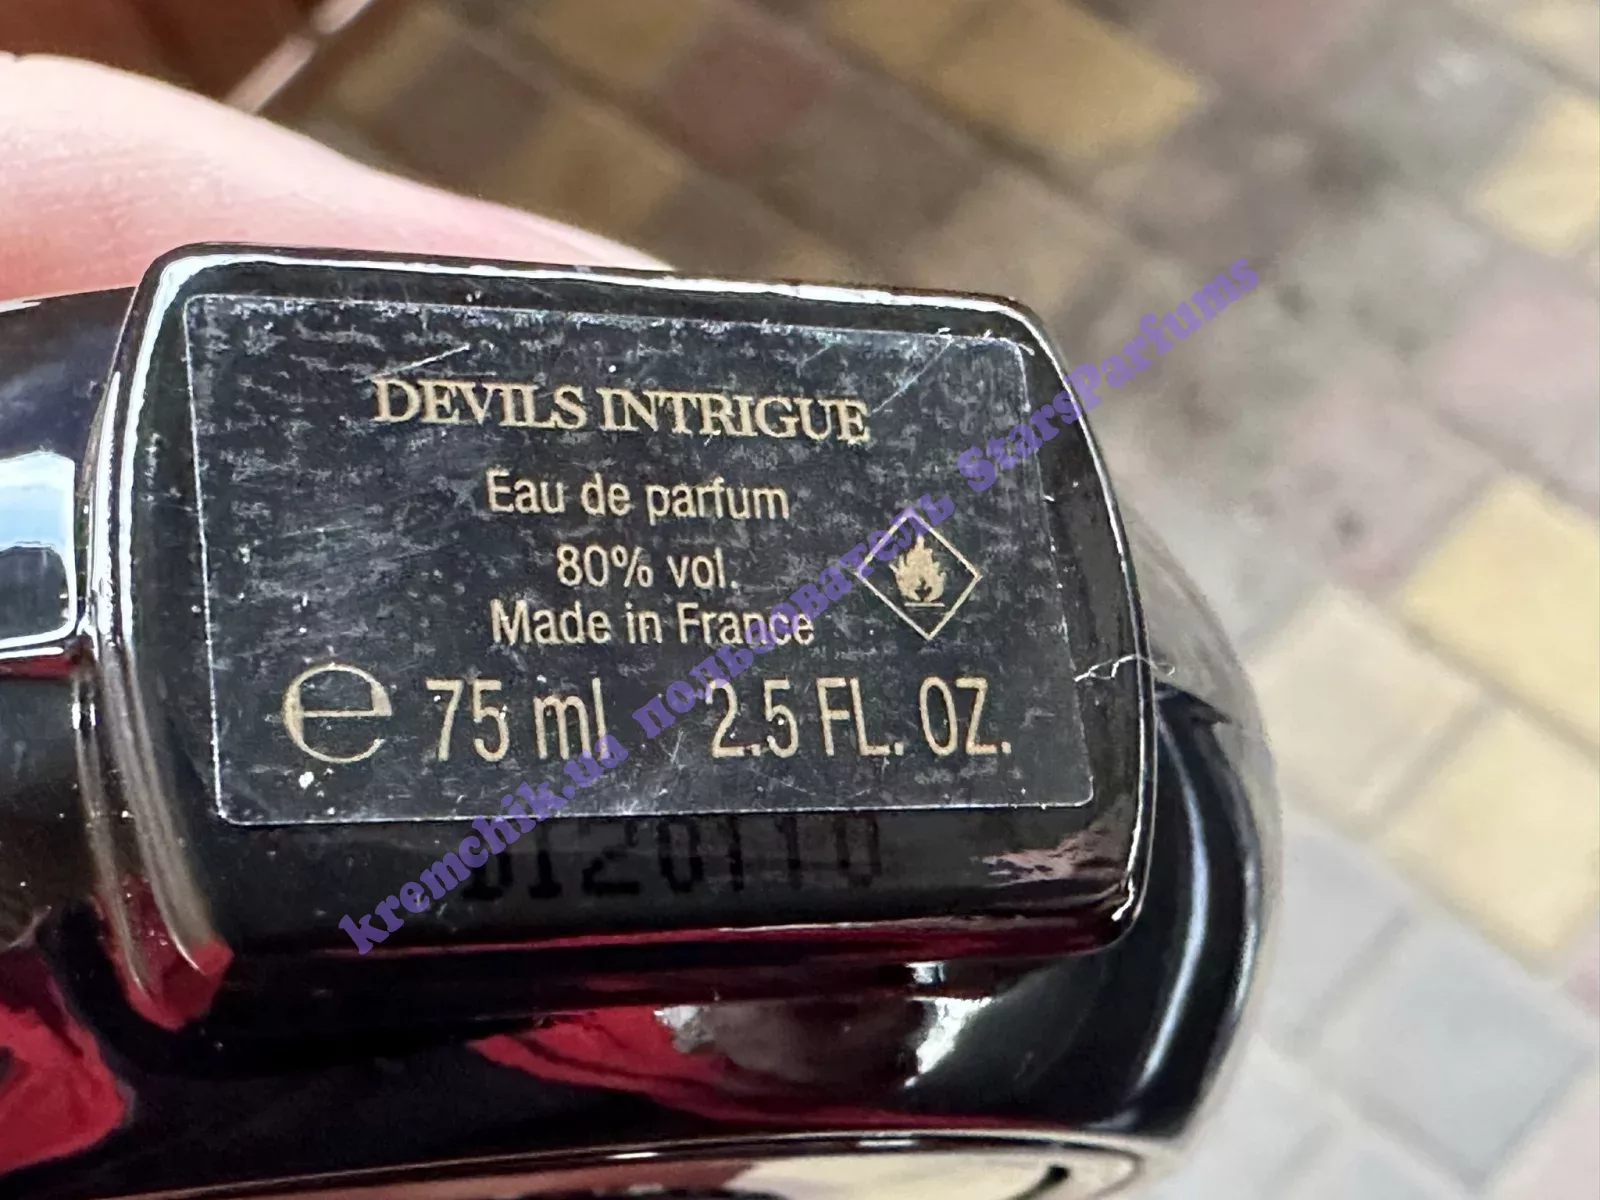 DEVILS INTRIGUE
Eau de parfum
80% vol.
Made in France
e 75 ml 2.5 FL. OZ.
kremchik.ua пользователь StarsParfums